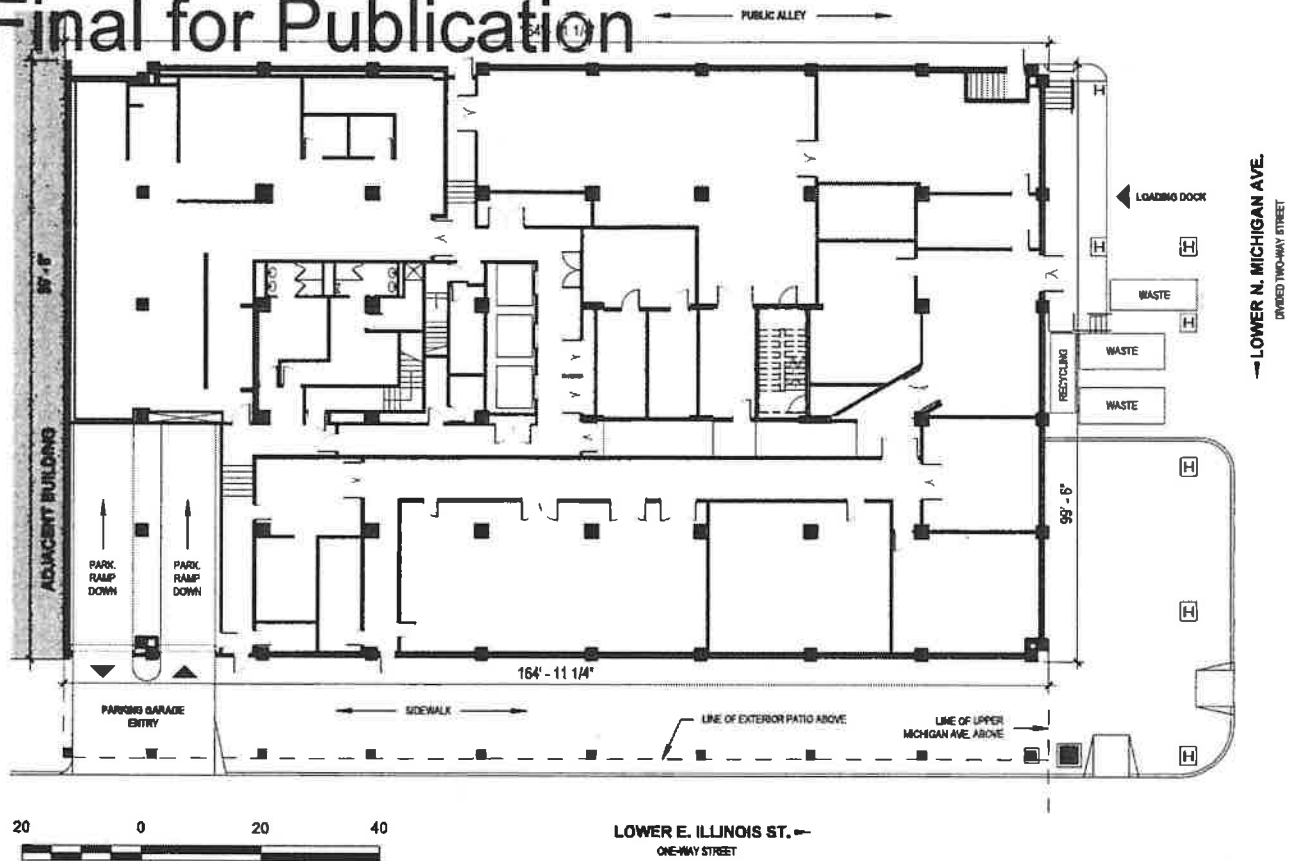 Final for Publication
PUBLIC ALLEY
LOADING DOCK
LOWER N. MICHIGAN AVE.
DIVIDED TWO-WAY STREET
H
H
H
H
WASTE
WASTE
WASTE
RECYCLING
ADJACENT BUILDING
PARK.
RAMP
DOWN
PARK.
RAMP
DOWN
99' - 6"
H
H
H
164' - 11 1/4"
PARKING GARAGE
ENTRY
SIDEWALK
LINE OF EXTERIOR PATIO ABOVE
LINE OF UPPER
MICHIGAN AVE. ABOVE
20 0 20 40
LOWER E. ILLINOIS ST.
ONE-WAY STREET